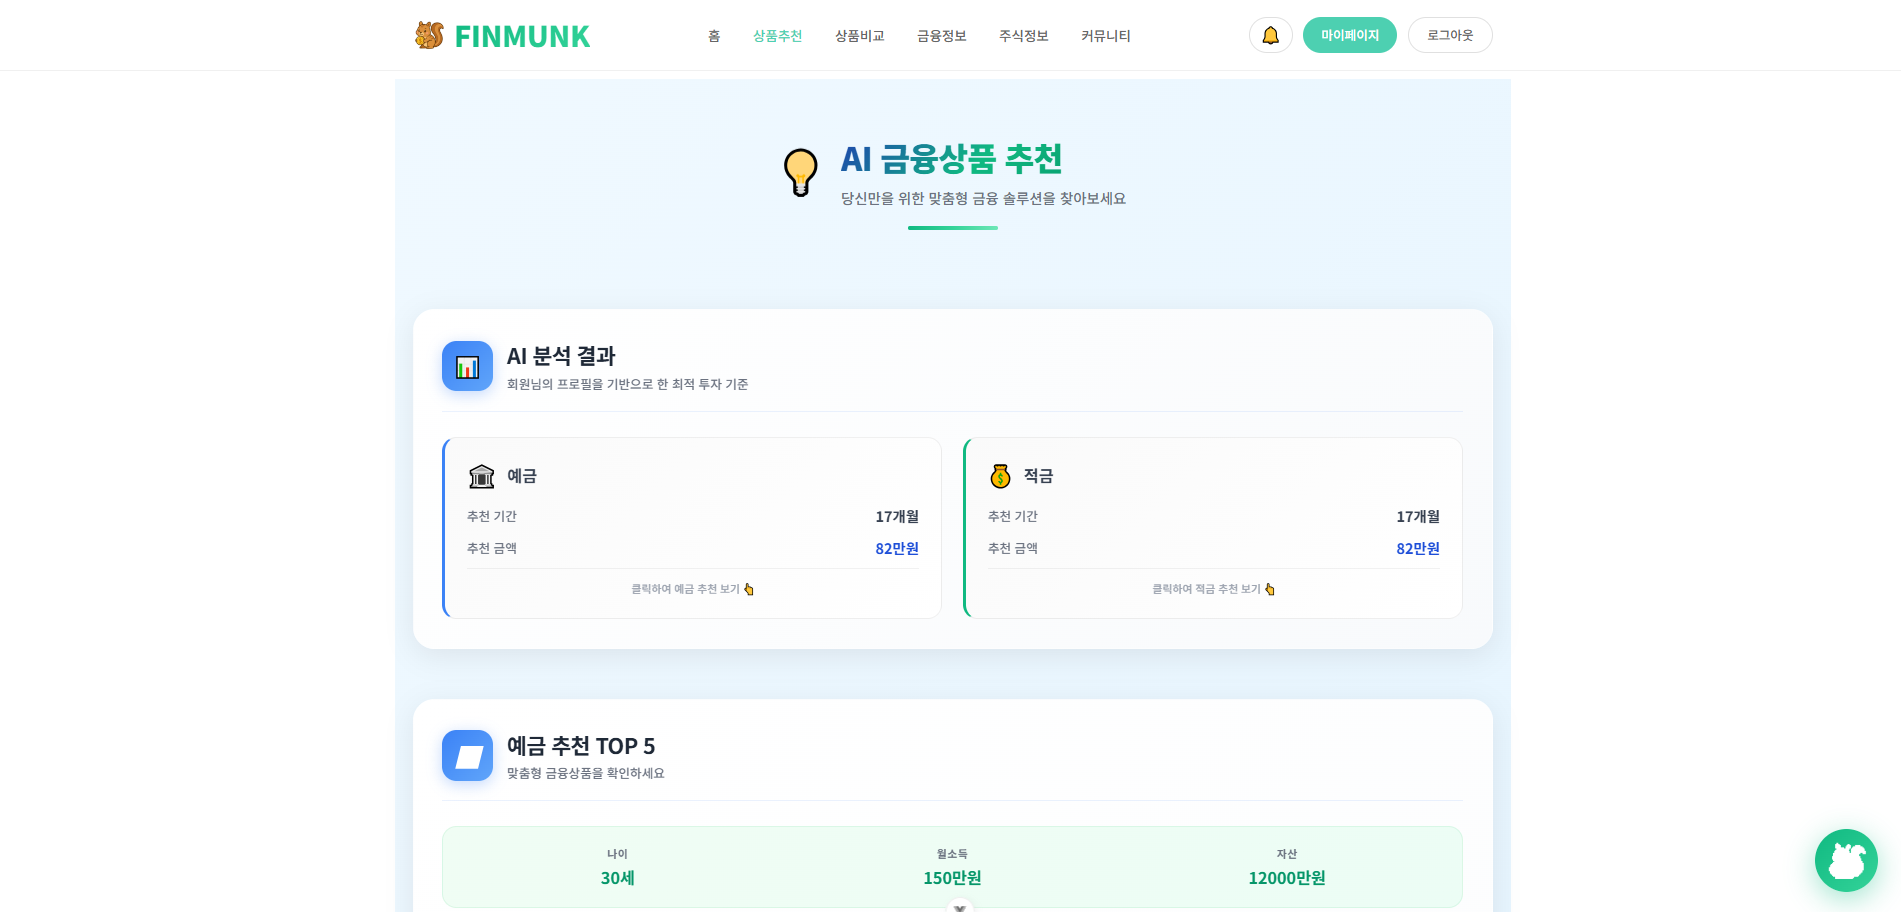 FINMUNK
홈 상품추천 상품비교 금융정보 주식정보 커뮤니티
마이페이지 로그아웃
AI 금융상품 추천
당신만을 위한 맞춤형 금융 솔루션을 찾아보세요
AI 분석 결과
회원님의 프로필을 기반으로 한 최적 투자 기준
예금
추천 기간 17개월
추천 금액 82만원
클릭하여 예금 추천 보기
적금
추천 기간 17개월
추천 금액 82만원
클릭하여 적금 추천 보기
예금 추천 TOP 5
맞춤형 금융상품을 확인하세요
나이
30세
월소득
150만원
자산
12000만원